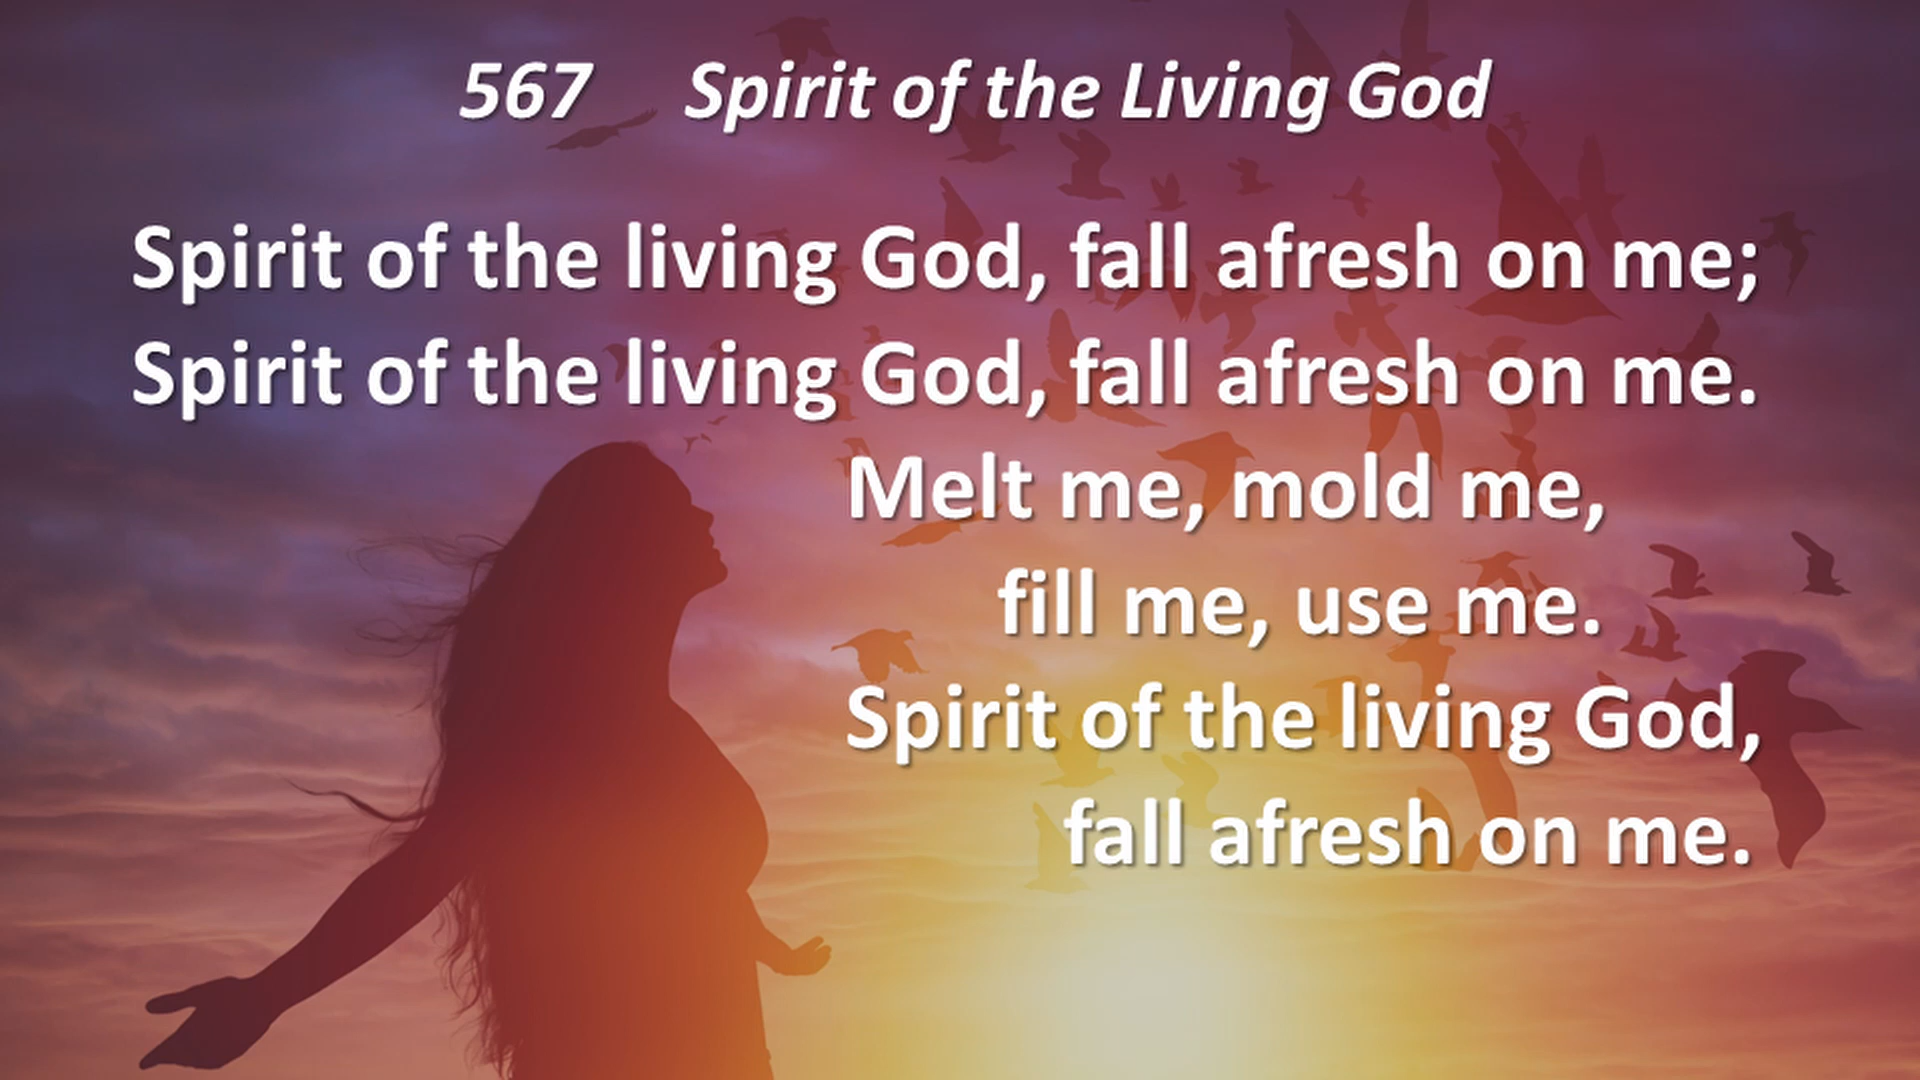 567 Spirit of the Living God
Spirit of the living God, fall afresh on me;
Spirit of the living God, fall afresh on me.
Melt me, mold me,
fill me, use me.
Spirit of the living God,
fall afresh on me.